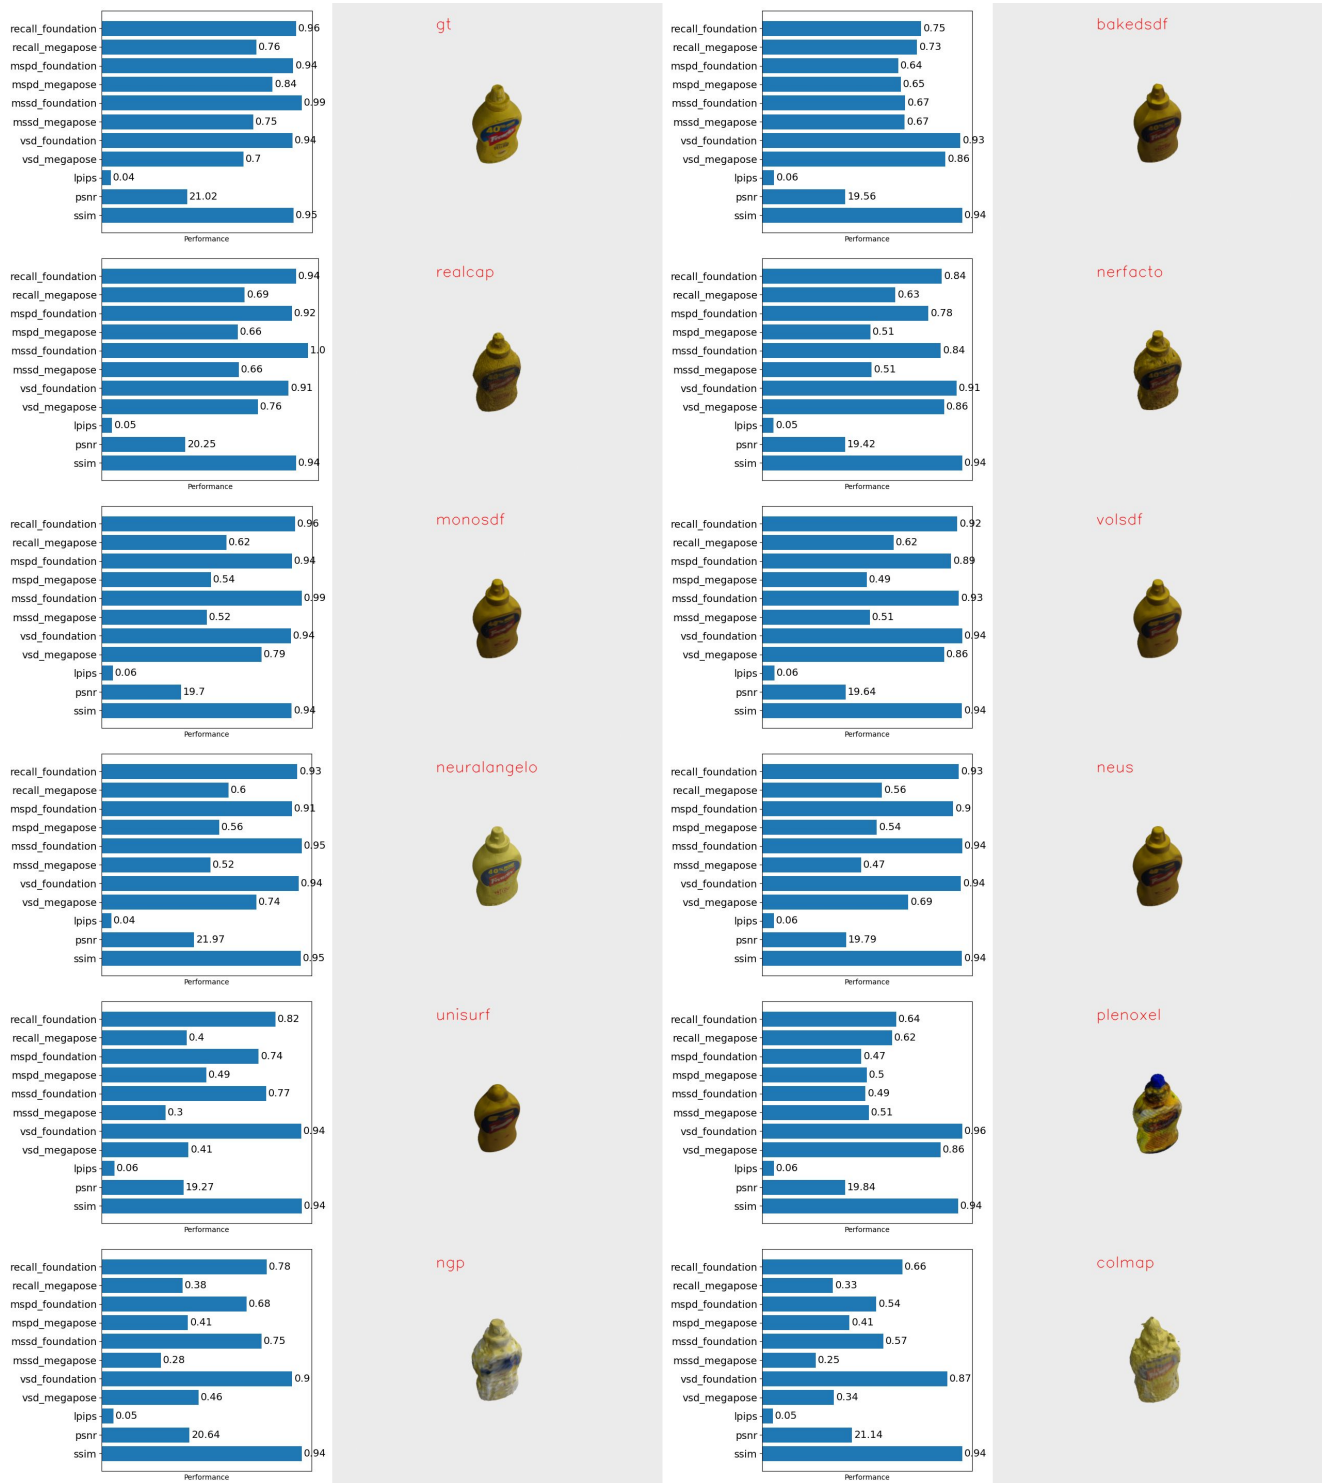 recall_foundation 0.96
recall_megapose 0.76
mspd_foundation 0.94
mspd_megapose 0.84
mssd_foundation 0.99
mssd_megapose 0.75
vsd_foundation 0.94
vsd_megapose 0.7
lpips 0.04
psnr 21.02
ssim 0.95
Performance
gt
recall_foundation 0.75
recall_megapose 0.73
mspd_foundation 0.64
mspd_megapose 0.65
mssd_foundation 0.67
mssd_megapose 0.67
vsd_foundation 0.93
vsd_megapose 0.86
lpips 0.06
psnr 19.56
ssim 0.94
Performance
bakedsdf
recall_foundation 0.94
recall_megapose 0.69
mspd_foundation 0.92
mspd_megapose 0.66
mssd_foundation 1.0
mssd_megapose 0.66
vsd_foundation 0.91
vsd_megapose 0.76
lpips 0.05
psnr 20.25
ssim 0.94
Performance
realcap
recall_foundation 0.84
recall_megapose 0.63
mspd_foundation 0.78
mspd_megapose 0.51
mssd_foundation 0.84
mssd_megapose 0.51
vsd_foundation 0.91
vsd_megapose 0.86
lpips 0.05
psnr 19.42
ssim 0.94
Performance
nerfacto
recall_foundation 0.96
recall_megapose 0.62
mspd_foundation 0.94
mspd_megapose 0.54
mssd_foundation 0.99
mssd_megapose 0.52
vsd_foundation 0.94
vsd_megapose 0.79
lpips 0.06
psnr 19.7
ssim 0.94
Performance
monosdf
recall_foundation 0.92
recall_megapose 0.62
mspd_foundation 0.89
mspd_megapose 0.49
mssd_foundation 0.93
mssd_megapose 0.51
vsd_foundation 0.94
vsd_megapose 0.86
lpips 0.06
psnr 19.64
ssim 0.94
Performance
volsdf
recall_foundation 0.93
recall_megapose 0.6
mspd_foundation 0.91
mspd_megapose 0.56
mssd_foundation 0.95
mssd_megapose 0.52
vsd_foundation 0.94
vsd_megapose 0.74
lpips 0.04
psnr 21.97
ssim 0.95
Performance
neuralangelo
recall_foundation 0.93
recall_megapose 0.56
mspd_foundation 0.9
mspd_megapose 0.54
mssd_foundation 0.94
mssd_megapose 0.47
vsd_foundation 0.94
vsd_megapose 0.69
lpips 0.06
psnr 19.79
ssim 0.94
Performance
neus
recall_foundation 0.82
recall_megapose 0.4
mspd_foundation 0.74
mspd_megapose 0.49
mssd_foundation 0.77
mssd_megapose 0.3
vsd_foundation 0.94
vsd_megapose 0.41
lpips 0.06
psnr 19.27
ssim 0.94
Performance
unisurf
recall_foundation 0.64
recall_megapose 0.62
mspd_foundation 0.47
mspd_megapose 0.5
mssd_foundation 0.49
mssd_megapose 0.51
vsd_foundation 0.96
vsd_megapose 0.86
lpips 0.06
psnr 19.84
ssim 0.94
Performance
plenoxel
recall_foundation 0.78
recall_megapose 0.38
mspd_foundation 0.68
mspd_megapose 0.41
mssd_foundation 0.75
mssd_megapose 0.28
vsd_foundation 0.9
vsd_megapose 0.46
lpips 0.05
psnr 20.64
ssim 0.94
Performance
ngp
recall_foundation 0.66
recall_megapose 0.33
mspd_foundation 0.54
mspd_megapose 0.41
mssd_foundation 0.57
mssd_megapose 0.25
vsd_foundation 0.87
vsd_megapose 0.34
lpips 0.05
psnr 21.14
ssim 0.94
Performance
colmap